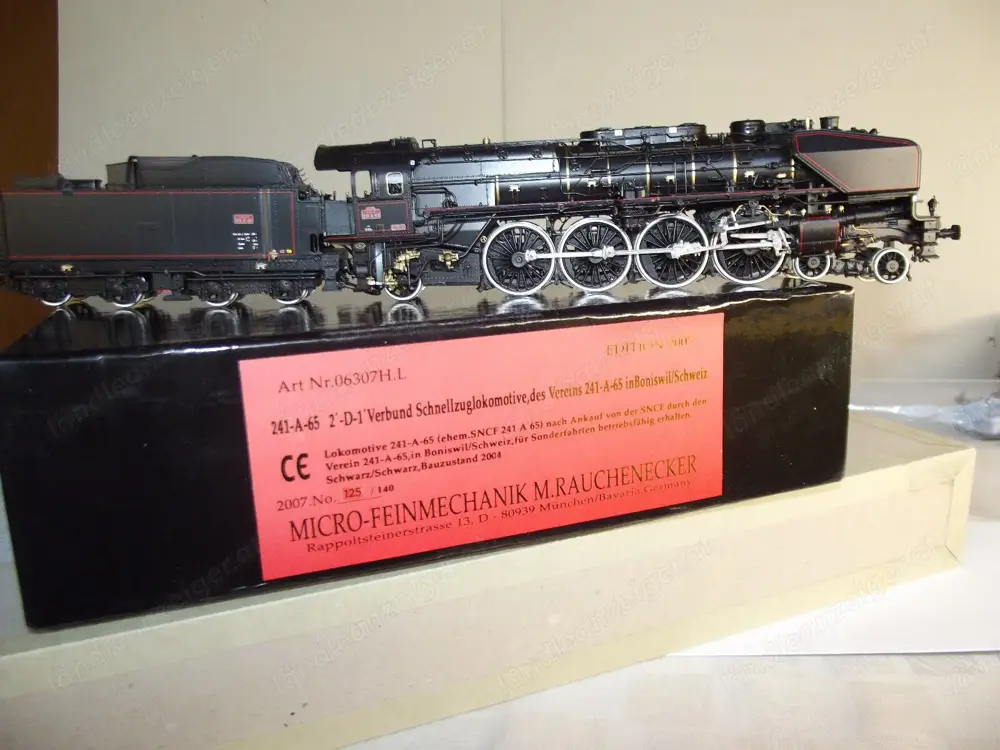 EDITION 2007
Art Nr.06307H.L
241-A-65 2'-D-1'Verbund Schnellzuglokomotive,des Vereins 241-A-65 inBoniswil/Schweiz
Lokomotive 241-A-65 (ehem.SNCF 241 A 65) nach Ankauf von der SNCF durch den
Verein 241-A-65,in Boniswil/Schweiz,für Sonderfahrten betriebsfähig erhalten.
Schwarz/Schwarz,Bauzustand 2004
CE
2007.No. 125 /140
MICRO-FEINMECHANIK M.RAUCHENECKER
Rappoltsteinerstrasse 13, D - 80939 München/Bavaria,Germany
laendleanzeiger.at